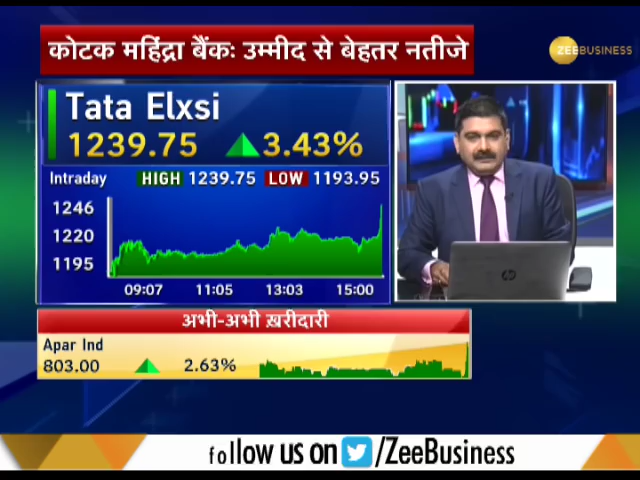 कोटक महिंद्रा बैंकः उम्मीद से बेहतर नतीजे
ZEEBUSINESS
Tata Elxsi
1239.75 3.43%
Intraday HIGH 1239.75 LOW 1193.95
1246
1220
1195
09:07 11:05 13:03 15:00
hp
अभी-अभी ख़रीदारी
Apar Ind
803.00 2.63%
follow us on /ZeeBusiness